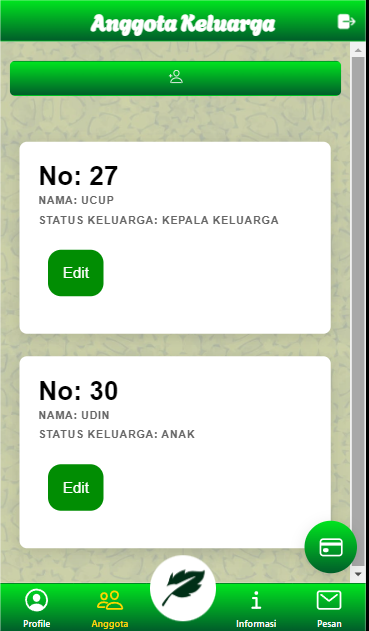 Anggota Keluarga
No: 27
NAMA: UCUP
STATUS KELUARGA: KEPALA KELUARGA
Edit
No: 30
NAMA: UDIN
STATUS KELUARGA: ANAK
Edit
Profile
Anggota
Informasi
Pesan